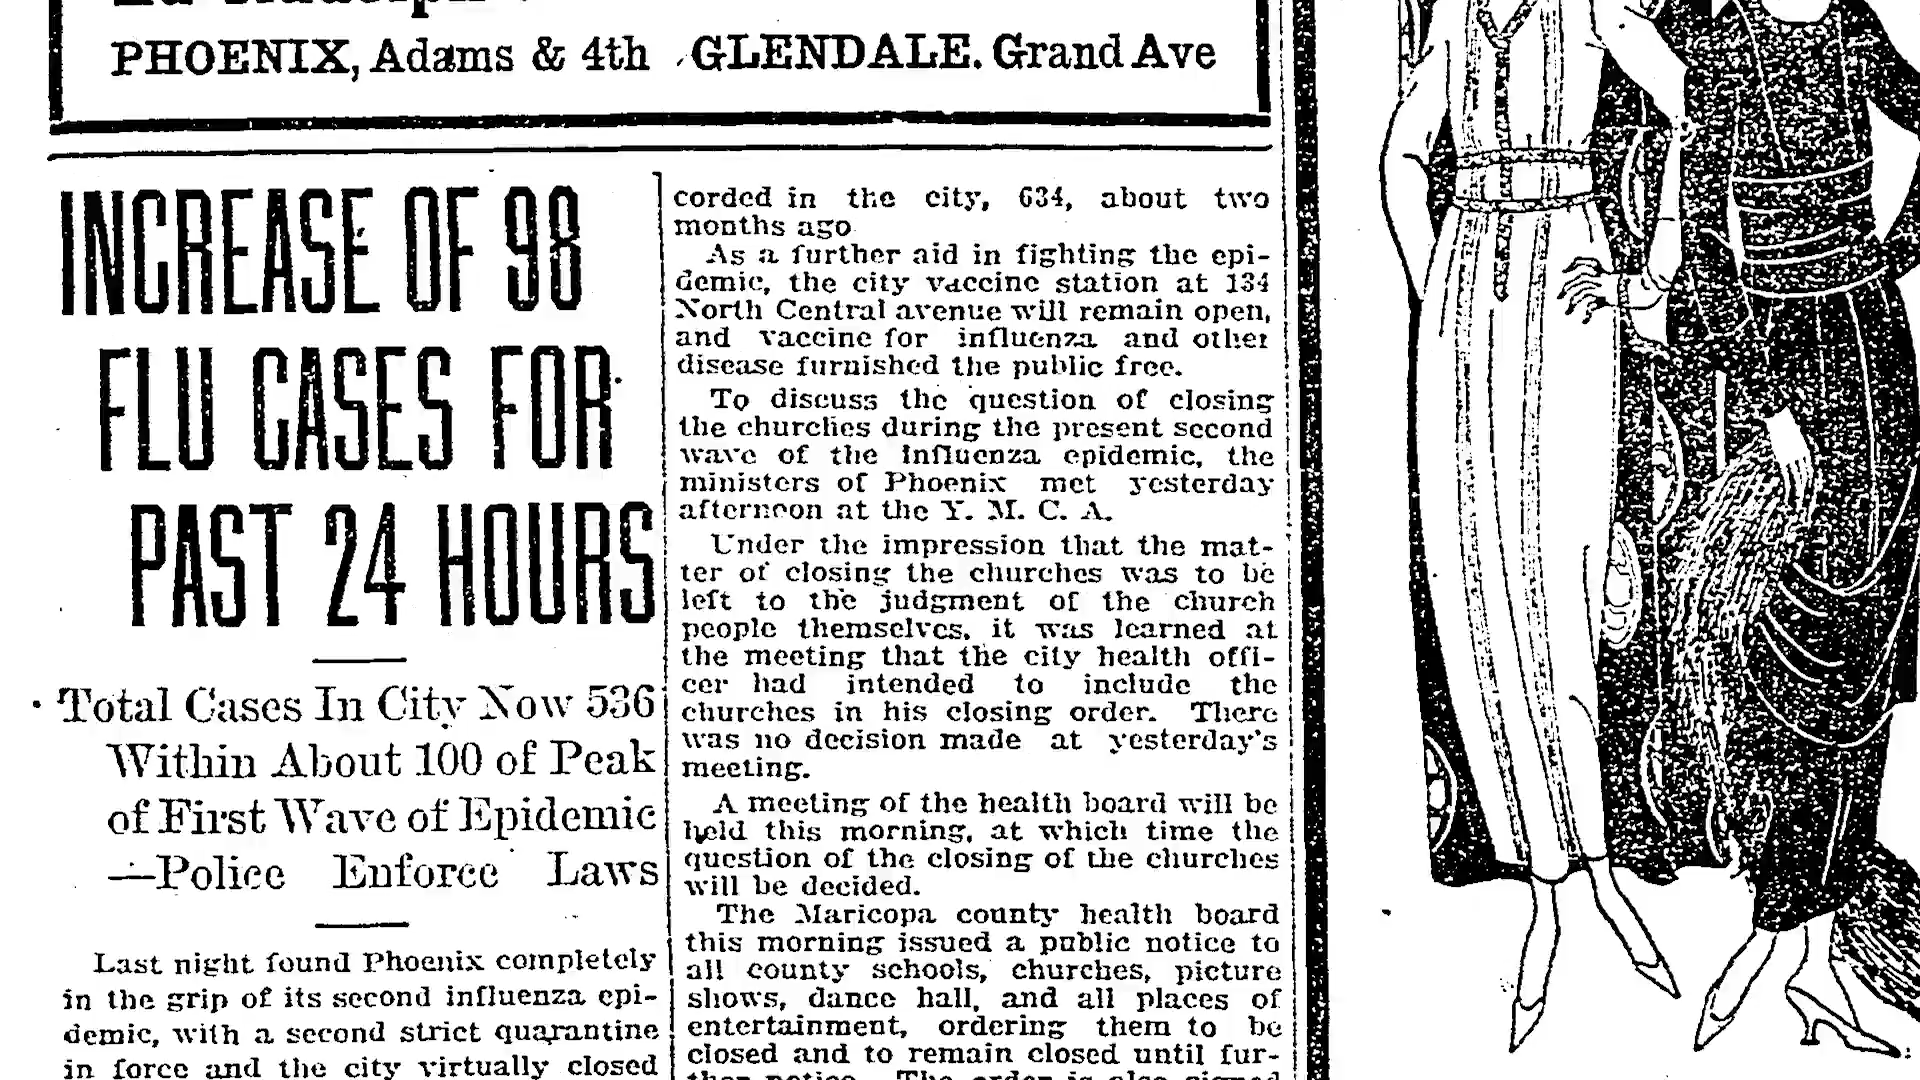 PHOENIX, Adams & 4th GLENDALE. Grand Ave
INCREASE OF 98
FLU CASES FOR
PAST 24 HOURS
Total Cases In City Now 536
Within About 100 of Peak
of First Wave of Epidemic
—Police Enforce Laws
Last night found Phoenix completely
in the grip of its second influenza epi-
demic, with a second strict quarantine
in force and the city virtually closed
corded in the city, 634, about two
months ago
As a further aid in fighting the epi-
demic, the city vaccine station at 134
North Central avenue will remain open,
and vaccine for influenza and other
disease furnished the public free.
To discuss the question of closing
the churches during the present second
wave of the Influenza epidemic, the
ministers of Phoenix met yesterday
afternoon at the Y. M. C. A.
Under the impression that the mat-
ter of closing the churches was to be
left to the judgment of the church
people themselves, it was learned at
the meeting that the city health offi-
cer had intended to include the
churches in his closing order. There
was no decision made at yesterday's
meeting.
A meeting of the health board will be
held this morning, at which time the
question of the closing of the churches
will be decided.
The Maricopa county health board
this morning issued a public notice to
all county schools, churches, picture
shows, dance hall, and all places of
entertainment, ordering them to be
closed and to remain closed until fur-